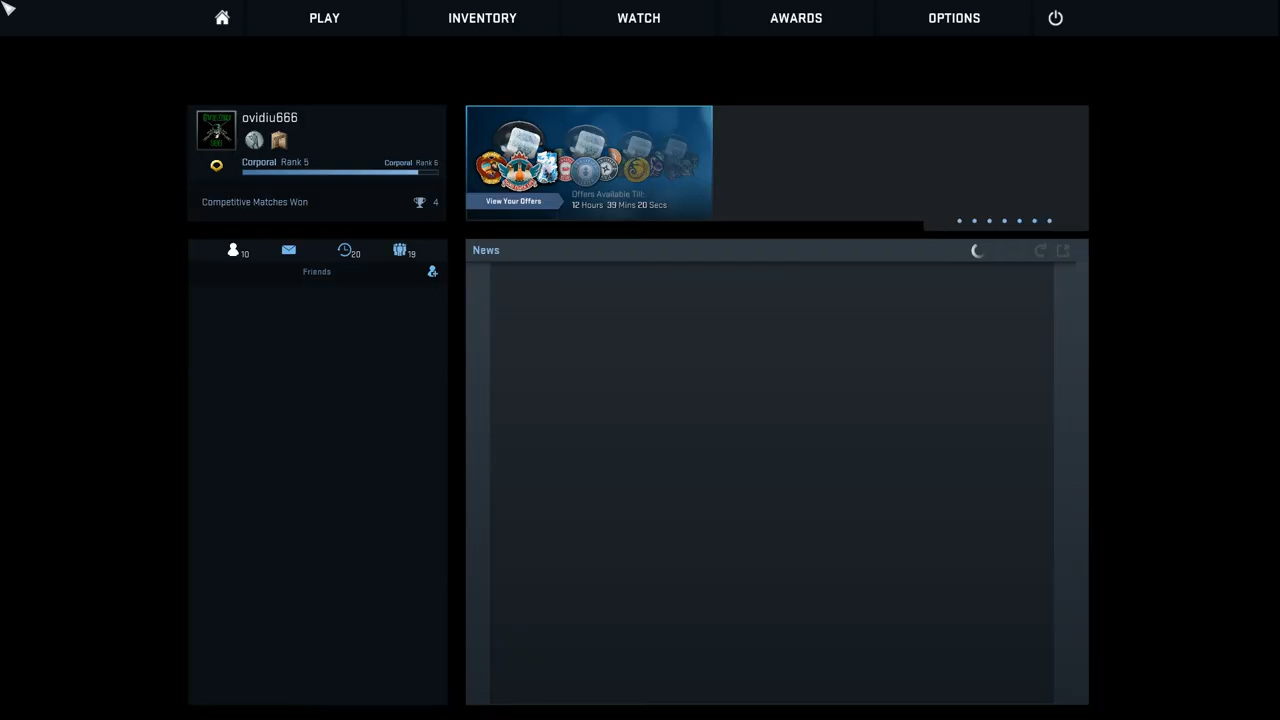 PLAY
INVENTORY
WATCH
AWARDS
OPTIONS
ovidiu666
Corporal Rank 5
Corporal Rank 6
Competitive Matches Won
4
View Your Offers
Offers Available Till:
12 Hours 39 Mins 20 Secs
10
20
19
Friends
News